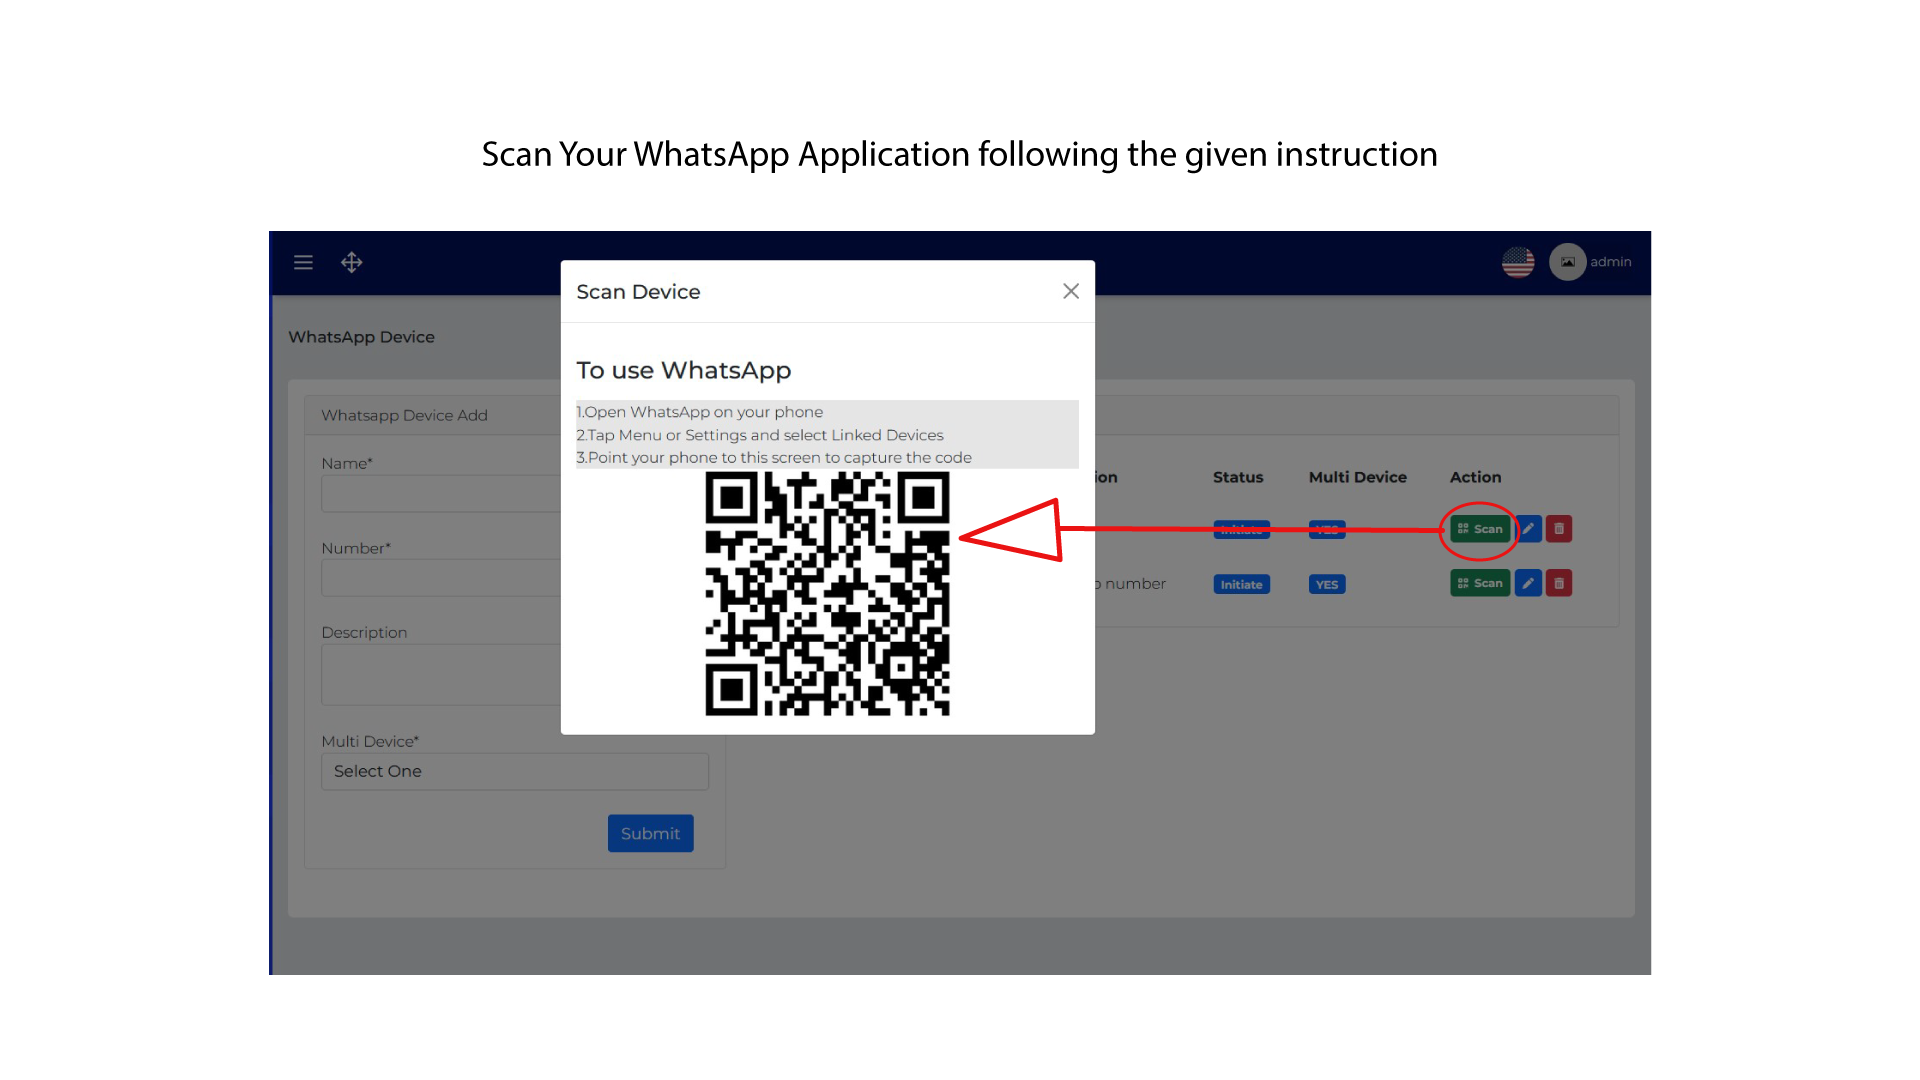 Scan Your WhatsApp Application following the given instruction
admin
Scan Device
WhatsApp Device
To use WhatsApp
1.Open WhatsApp on your phone
2.Tap Menu or Settings and select Linked Devices
3.Point your phone to this screen to capture the code
Whatsapp Device Add
Name*
Number*
Description
Multi Device*
Select One
Submit
Status Multi Device Action
Initiate YES Scan
number Initiate YES Scan